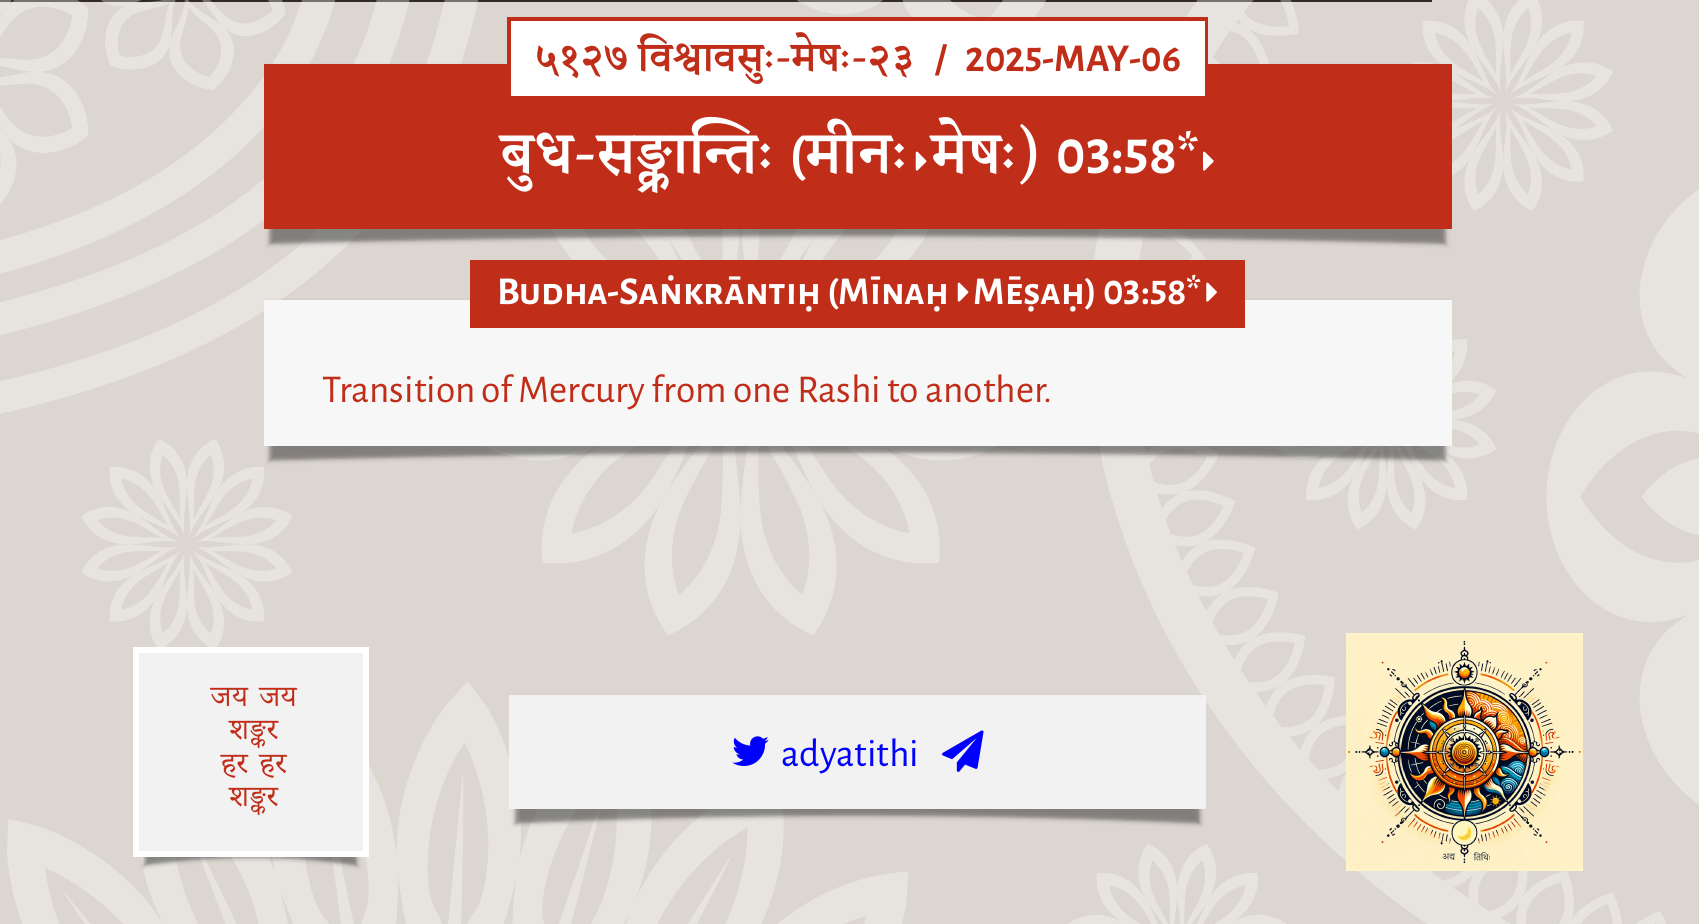 ५१२७ विश्वावसुः-मेषः-२३ / 2025-MAY-06
बुध-सङ्क्रान्तिः (मीनः⏵मेषः) 03:58*⏵
Budha-Saṅkrāntiḥ (Mīnaḥ⏵Mēṣaḥ) 03:58*⏵
Transition of Mercury from one Rashi to another.
जय जय
शङ्कर
हर हर
शङ्कर
adyatithi
अद्य तिथिः